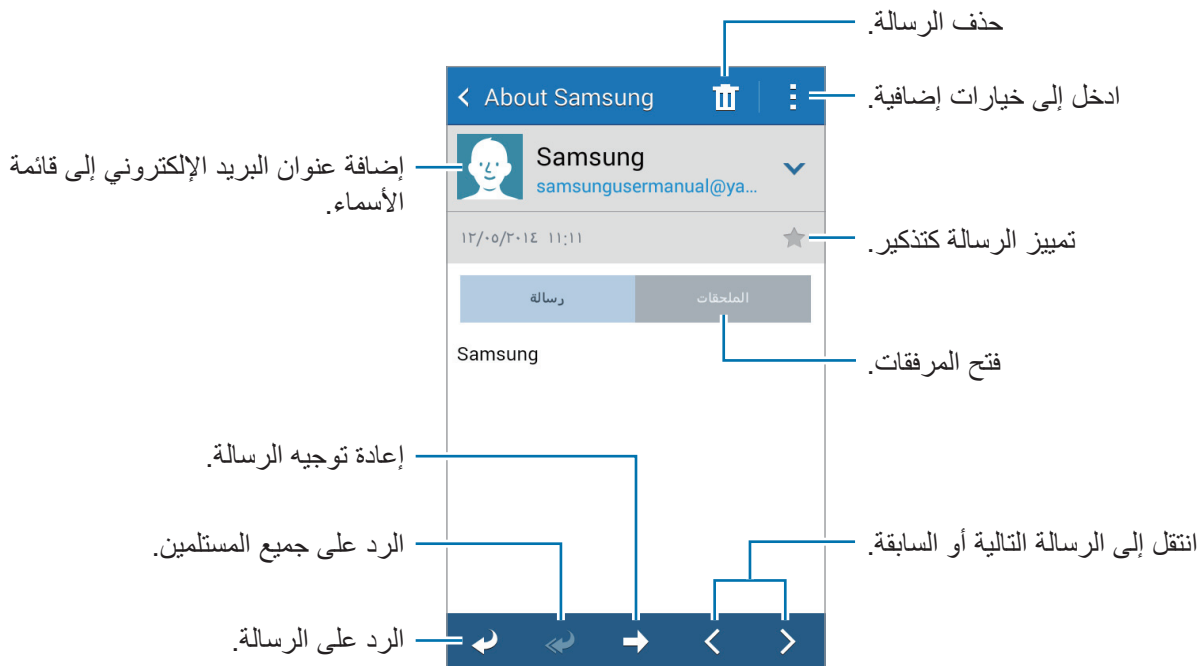 حذف الرسالة.
About Samsung
ادخل إلى خيارات إضافية.
Samsung
samsungusermanual@ya...
إضافة عنوان البريد الإلكتروني إلى قائمة
الأسماء.
١٢/٠٥/٢٠١٤ ١١:١١
تمييز الرسالة كتذكير.
رسالة
الملحقات
Samsung
فتح المرفقات.
إعادة توجيه الرسالة.
الرد على جميع المستلمين.
انتقل إلى الرسالة التالية أو السابقة.
الرد على الرسالة.